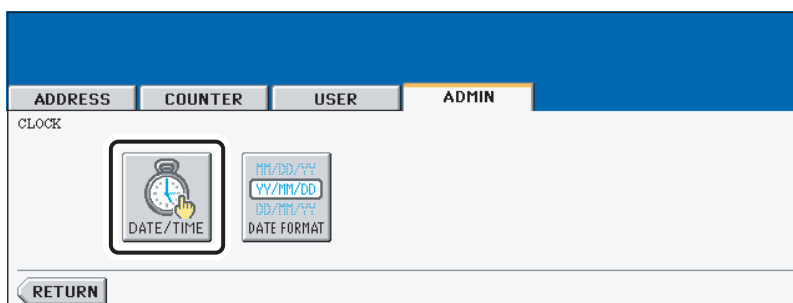 ADDRESS COUNTER USER ADMIN
CLOCK
MM/DD/YY
YY/MM/DD
DD/MM/YY
DATE/TIME DATE FORMAT
RETURN